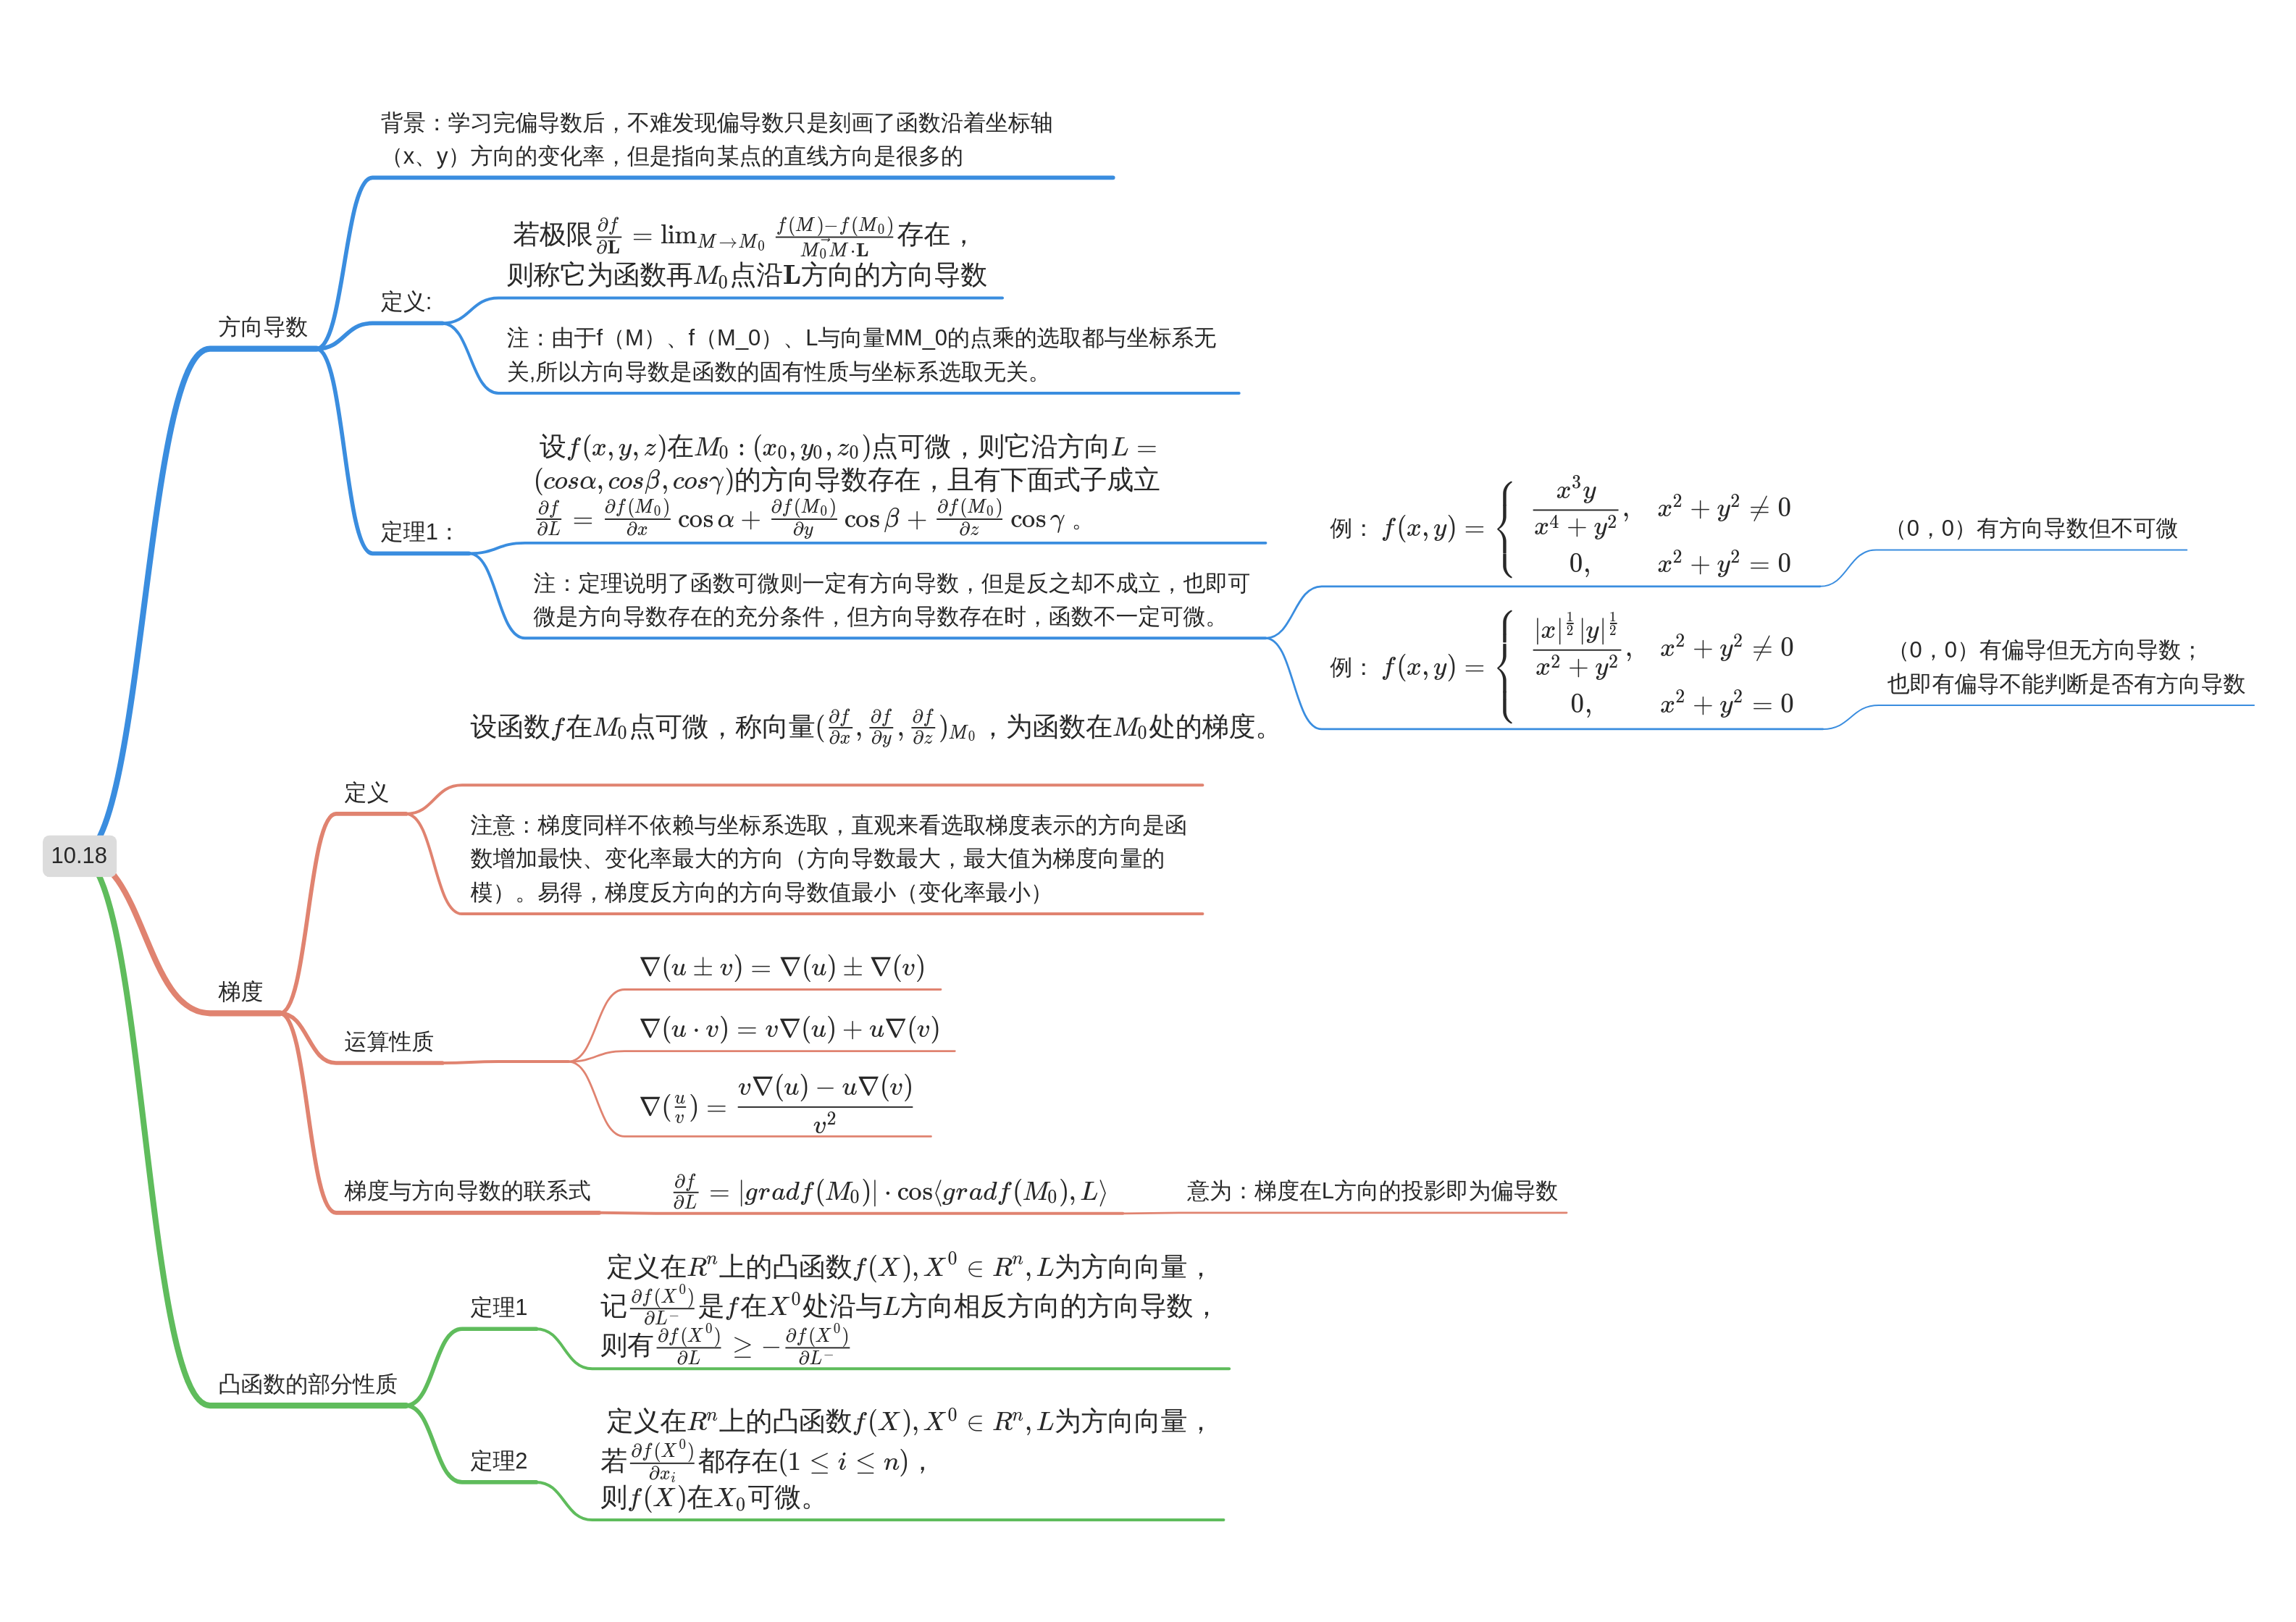 10.18
方向导数
背景：学习完偏导数后，不难发现偏导数只是刻画了函数沿着坐标轴
（x、y）方向的变化率，但是指向某点的直线方向是很多的
定义:
若极限$\frac{\partial f}{\partial \mathbf{L}} = \lim_{M \to M_0} \frac{f(M)-f(M_0)}{\vec{M_0M} \cdot \mathbf{L}}$存在，
则称它为函数再$M_0$点沿$\mathbf{L}$方向的方向导数
注：由于f（M）、f（M_0）、L与向量MM_0的点乘的选取都与坐标系无
关,所以方向导数是函数的固有性质与坐标系选取无关。
定理1：
设$f(x, y, z)$在$M_0 : (x_0, y_0, z_0)$点可微，则它沿方向$L =$
$(cos\alpha, cos\beta, cos\gamma)$的方向导数存在，且有下面式子成立
$\frac{\partial f}{\partial L} = \frac{\partial f(M_0)}{\partial x} \cos\alpha + \frac{\partial f(M_0)}{\partial y} \cos\beta + \frac{\partial f(M_0)}{\partial z} \cos\gamma$ 。
注：定理说明了函数可微则一定有方向导数，但是反之却不成立，也即可
微是方向导数存在的充分条件，但方向导数存在时，函数不一定可微。
例： $f(x, y) = \begin{cases} \dfrac{x^3y}{x^4 + y^2}, & x^2 + y^2 \neq 0 \\ 0, & x^2 + y^2 = 0 \end{cases}$
（0，0）有方向导数但不可微
例： $f(x, y) = \begin{cases} \dfrac{|x|^{\frac{1}{2}}|y|^{\frac{1}{2}}}{x^2 + y^2}, & x^2 + y^2 \neq 0 \\ 0, & x^2 + y^2 = 0 \end{cases}$
（0，0）有偏导但无方向导数；
也即有偏导不能判断是否有方向导数
梯度
定义
设函数$f$在$M_0$点可微，称向量$(\frac{\partial f}{\partial x}, \frac{\partial f}{\partial y}, \frac{\partial f}{\partial z})_{M_0}$，为函数在$M_0$处的梯度。
注意：梯度同样不依赖与坐标系选取，直观来看选取梯度表示的方向是函
数增加最快、变化率最大的方向（方向导数最大，最大值为梯度向量的
模）。易得，梯度反方向的方向导数值最小（变化率最小）
运算性质
$\nabla(u \pm v) = \nabla(u) \pm \nabla(v)$
$\nabla(u \cdot v) = v\nabla(u) + u\nabla(v)$
$\nabla(\frac{u}{v}) = \dfrac{v\nabla(u) - u\nabla(v)}{v^2}$
梯度与方向导数的联系式
$\frac{\partial f}{\partial L} = |gradf(M_0)| \cdot \cos\langle gradf(M_0), L\rangle$
意为：梯度在L方向的投影即为偏导数
凸函数的部分性质
定理1
定义在$R^n$上的凸函数$f(X), X^0 \in R^n, L$为方向向量，
记$\frac{\partial f(X^0)}{\partial L^-}$是$f$在$X^0$处沿与$L$方向相反方向的方向导数，
则有$\frac{\partial f(X^0)}{\partial L} \geq -\frac{\partial f(X^0)}{\partial L^-}$
定理2
定义在$R^n$上的凸函数$f(X), X^0 \in R^n, L$为方向向量，
若$\frac{\partial f(X^0)}{\partial x_i}$都存在$(1 \leq i \leq n)$，
则$f(X)$在$X_0$可微。